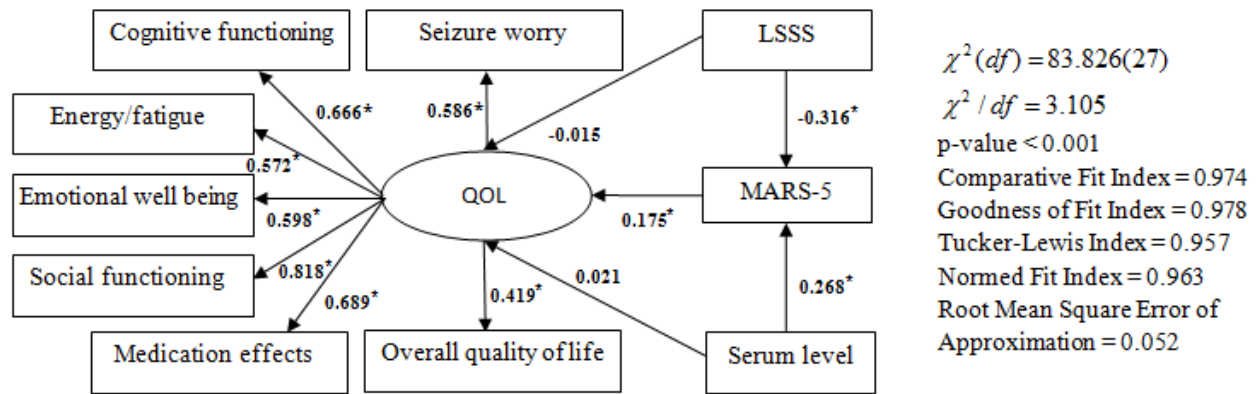 Cognitive functioning
Seizure worry
LSSS
0.666*
0.586*
-0.015
-0.316*
Energy/fatigue
0.572*
Emotional well being
0.598*
QOL
0.175*
MARS-5
Social functioning
0.818*
0.689*
0.419*
0.021
0.268*
Medication effects
Overall quality of life
Serum level
χ²(df) = 83.826(27)
χ² / df = 3.105
p-value < 0.001
Comparative Fit Index = 0.974
Goodness of Fit Index = 0.978
Tucker-Lewis Index = 0.957
Normed Fit Index = 0.963
Root Mean Square Error of
Approximation = 0.052